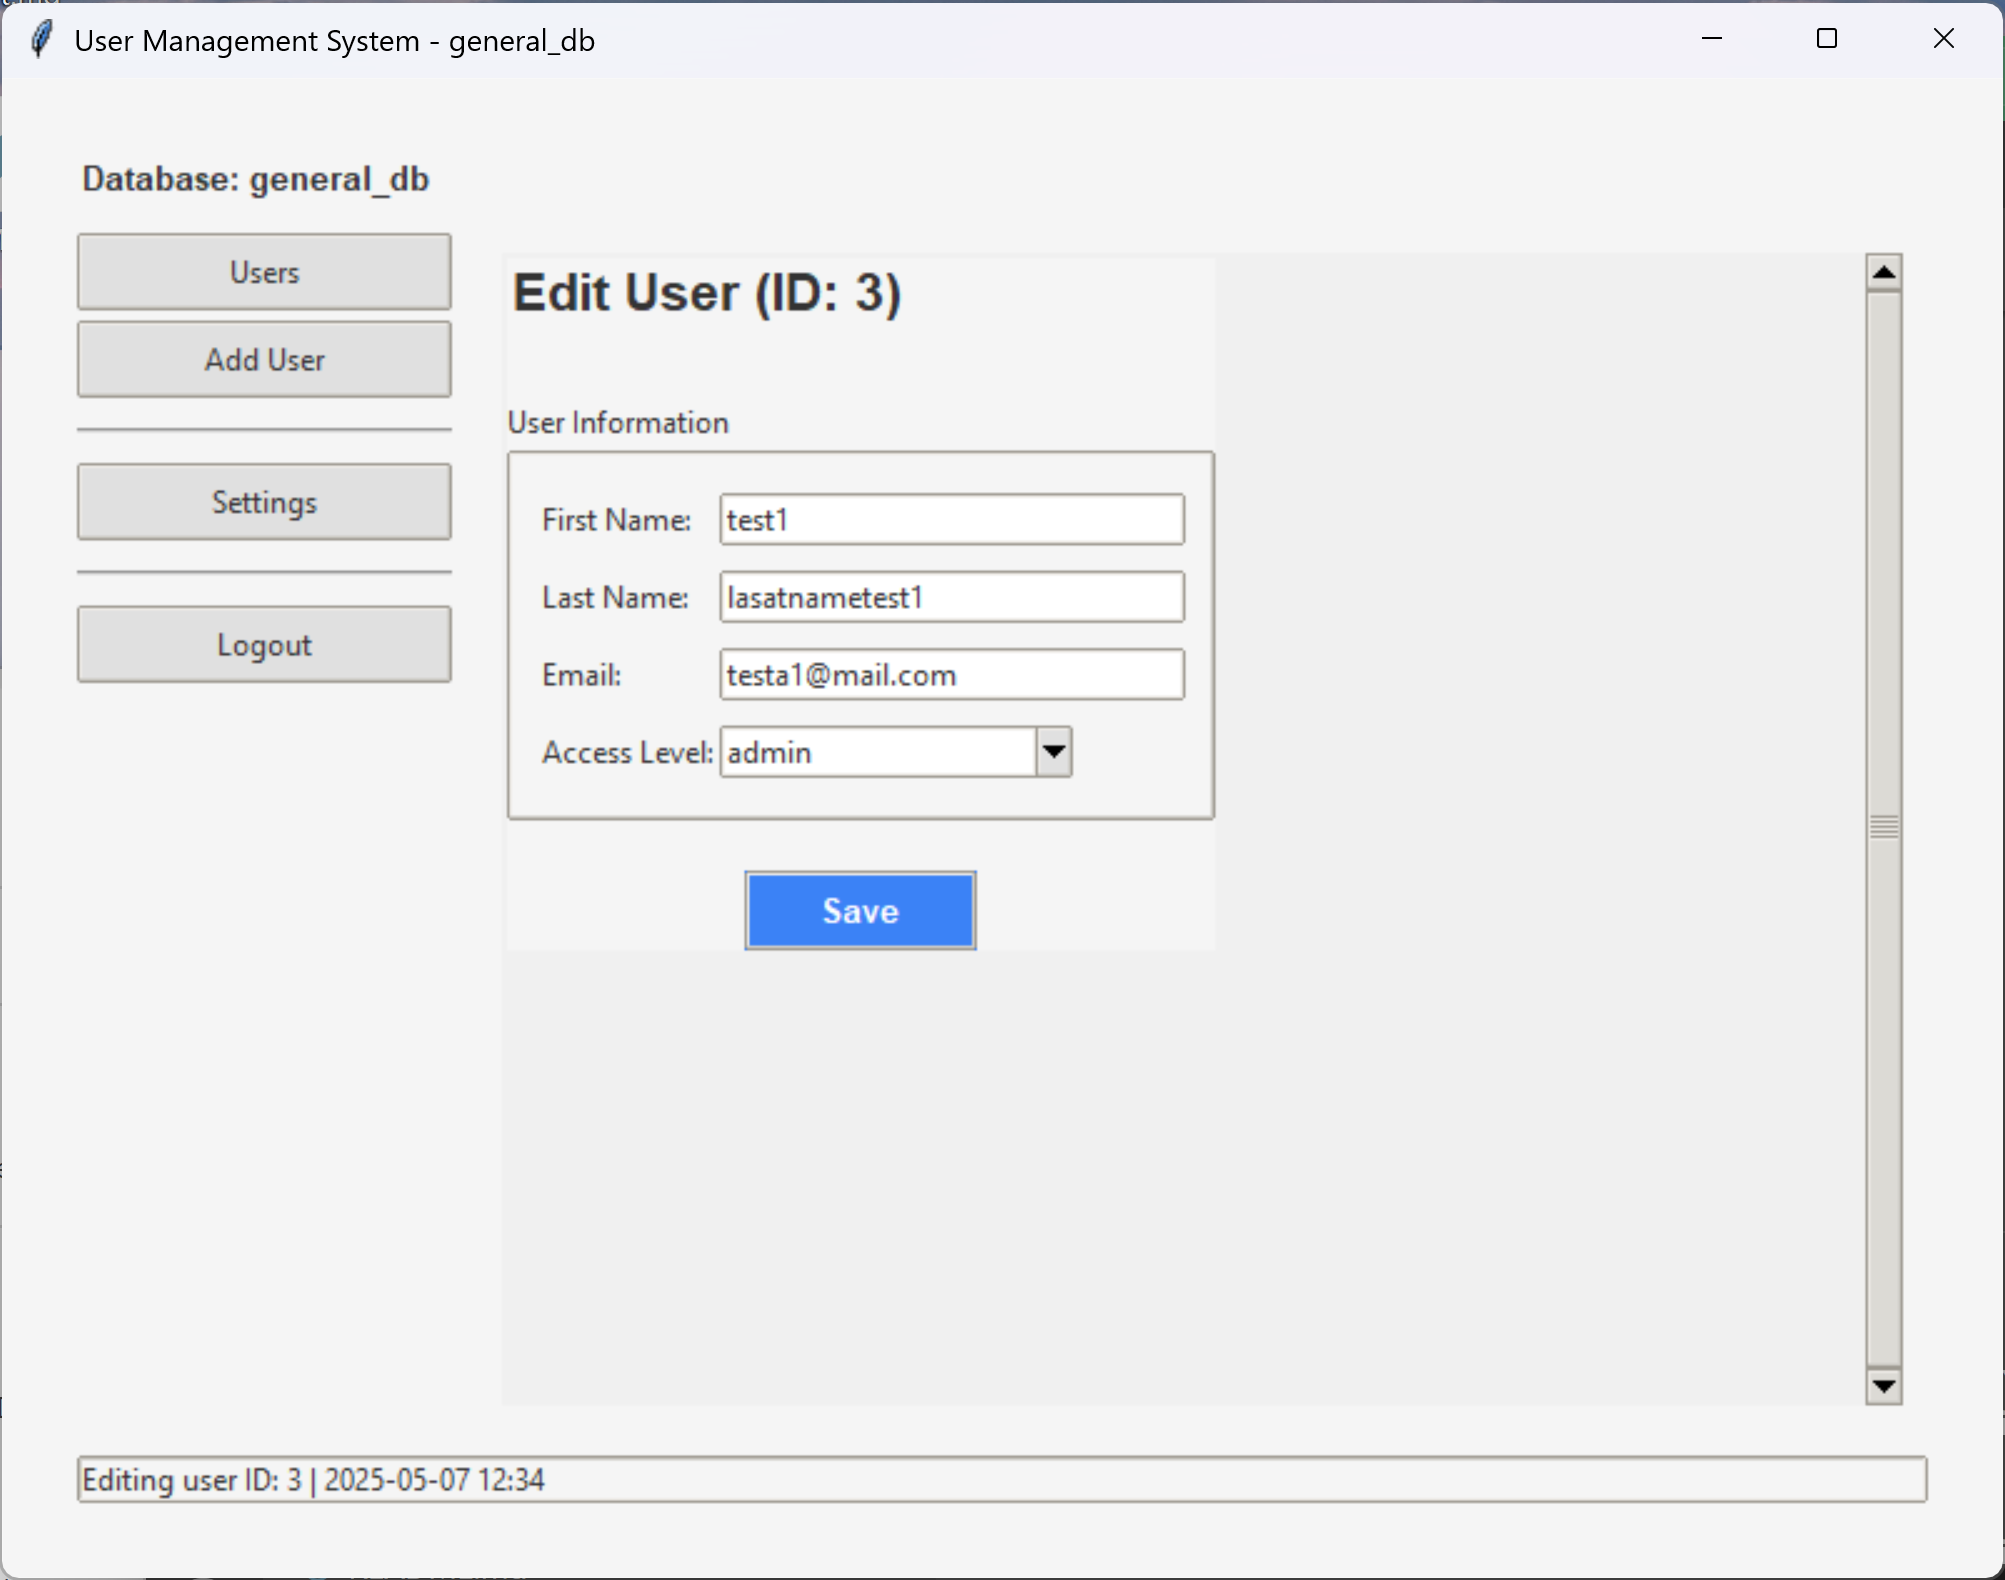 User Management System - general_db
Database: general_db
Users
Add User
Settings
Logout
Edit User (ID: 3)
User Information
First Name: test1
Last Name: lasatnametest1
Email: testa1@mail.com
Access Level: admin
Save
Editing user ID: 3 | 2025-05-07 12:34